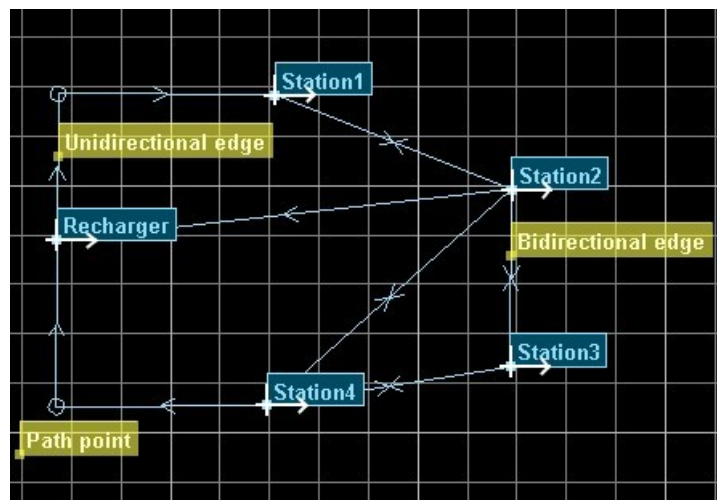 Station1
Unidirectional edge
Station2
Recharger
Bidirectional edge
Station3
Station4
Path point